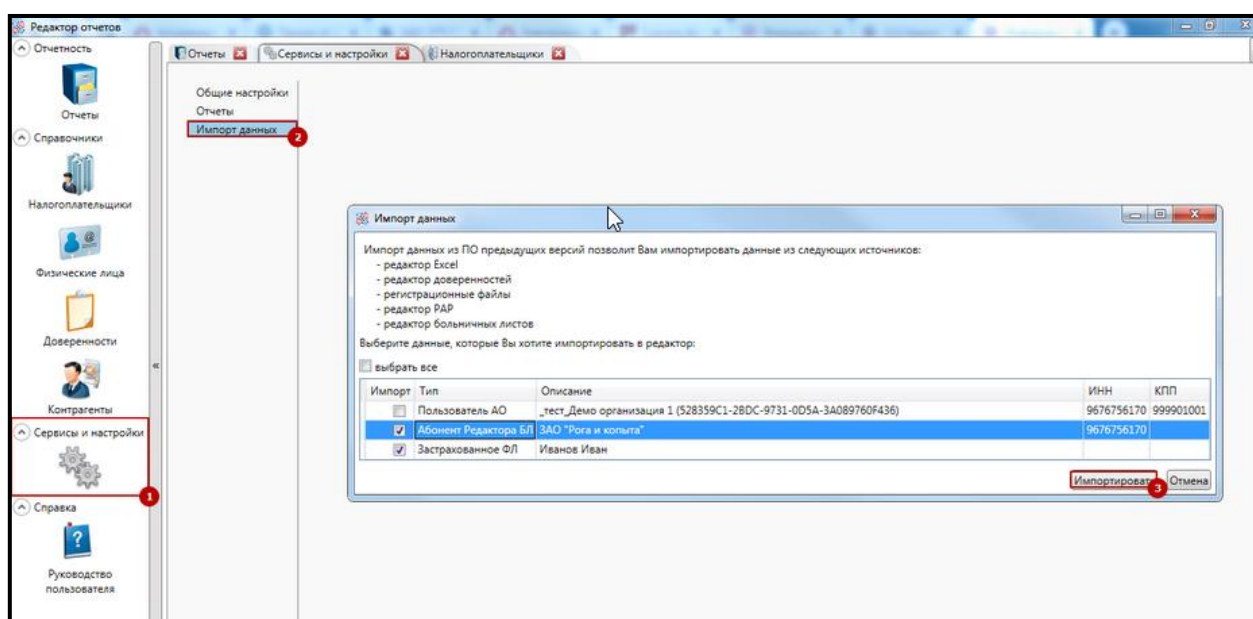 Редактор отчетов
Отчетность
Отчеты
Справочники
Налогоплательщики
Физические лица
Доверенности
Контрагенты
Сервисы и настройки
1
Справка
Руководство
пользователя
Отчеты Сервисы и настройки Налогоплательщики
Общие настройки
Отчеты
Импорт данных 2
Импорт данных
Импорт данных из ПО предыдущих версий позволит Вам импортировать данные из следующих источников:
- редактор Excel
- редактор доверенностей
- регистрационные файлы
- редактор РАР
- редактор больничных листов
Выберите данные, которые Вы хотите импортировать в редактор:
выбрать все
Импорт Тип Описание ИНН КПП
Пользователь АО _тест_Демо организация 1 (528359C1-28DC-9731-0D5A-3A089760F436) 9676756170 999901001
Абонент Редактора БЛ ЗАО "Рога и копыта" 9676756170
Застрахованное ФЛ Иванов Иван
Импортировать 3 Отмена